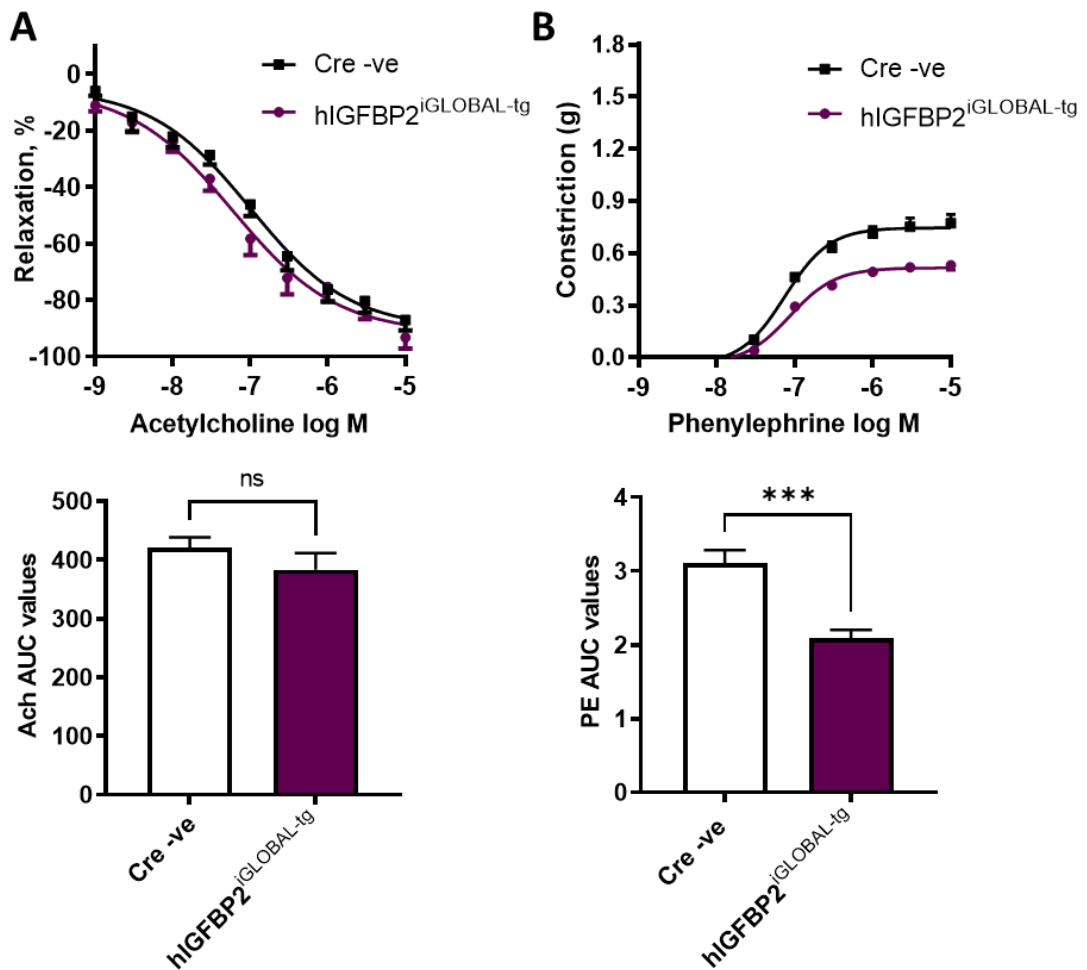 A
Cre -ve
hIGFBP2iGLOBAL-tg
0
-20
-40
-60
-80
-100
Relaxation, %
-9 -8 -7 -6 -5
Acetylcholine log M
B
Cre -ve
hIGFBP2iGLOBAL-tg
1.8
1.5
1.2
0.9
0.6
0.3
0.0
Constriction (g)
-9 -8 -7 -6 -5
Phenylephrine log M
ns
500
400
300
200
100
0
Ach AUC values
Cre -ve
hIGFBP2iGLOBAL-tg
***
4
3
2
1
0
PE AUC values
Cre -ve
hIGFBP2iGLOBAL-tg